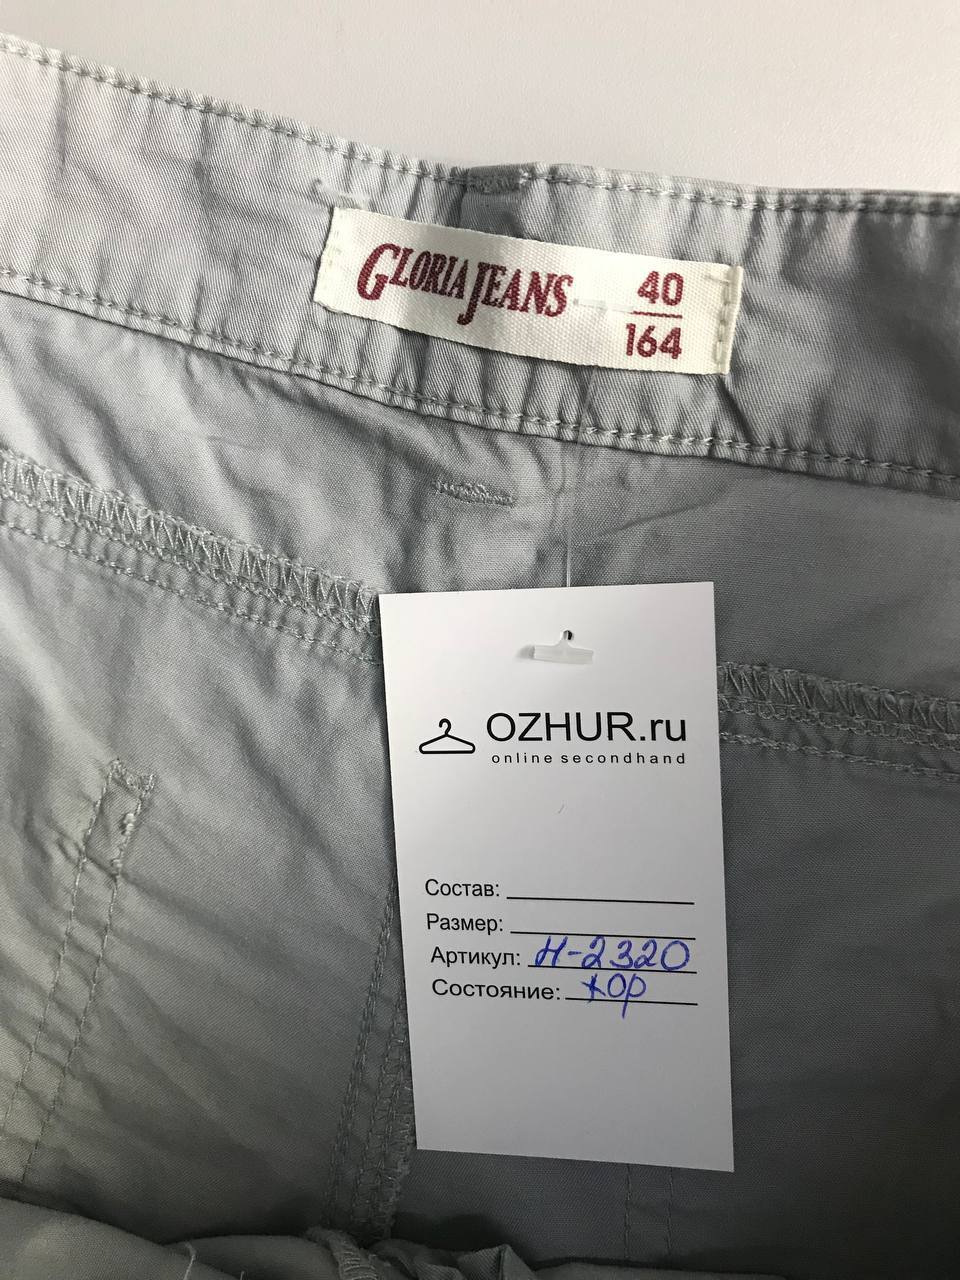 GLORIA JEANS
40
164
OZHUR.ru
online secondhand
Состав:
Размер:
Артикул: Н-2320
Состояние: хор